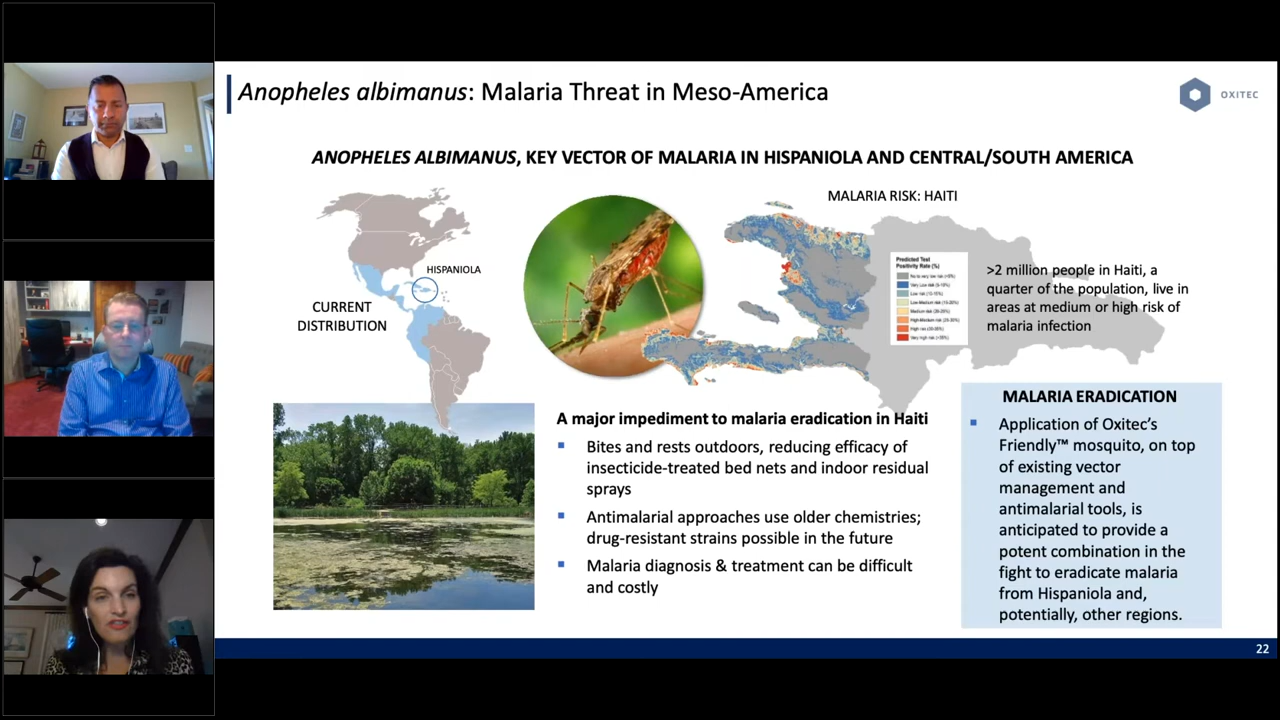 Anopheles albimanus: Malaria Threat in Meso-America
OXITEC
ANOPHELES ALBIMANUS, KEY VECTOR OF MALARIA IN HISPANIOLA AND CENTRAL/SOUTH AMERICA
HISPANIOLA
CURRENT
DISTRIBUTION
MALARIA RISK: HAITI
Predicted Test
Positivity Rate (%)
>2 million people in Haiti, a
quarter of the population, live in
areas at medium or high risk of
malaria infection
A major impediment to malaria eradication in Haiti
Bites and rests outdoors, reducing efficacy of
insecticide-treated bed nets and indoor residual
sprays
Antimalarial approaches use older chemistries;
drug-resistant strains possible in the future
Malaria diagnosis & treatment can be difficult
and costly
MALARIA ERADICATION
Application of Oxitec's
Friendly™ mosquito, on top
of existing vector
management and
antimalarial tools, is
anticipated to provide a
potent combination in the
fight to eradicate malaria
from Hispaniola and,
potentially, other regions.
22